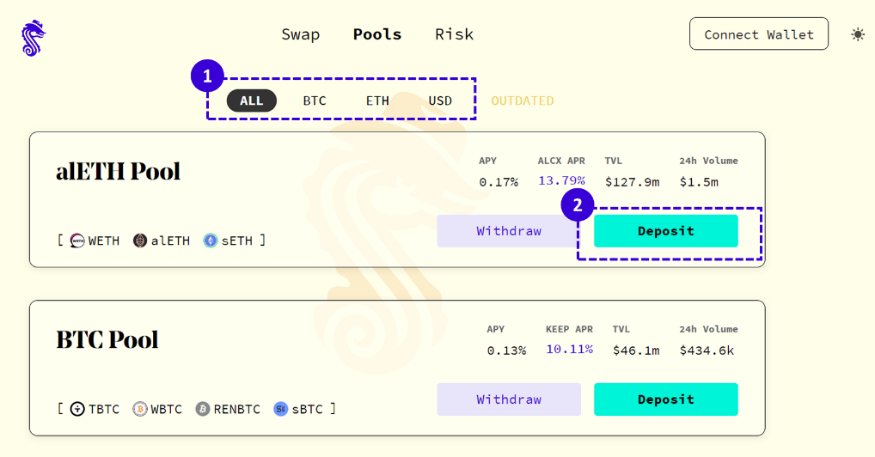 Swap Pools Risk Connect Wallet
1
ALL BTC ETH USD OUTDATED
alETH Pool
APY ALCX APR TVL 24h Volume
0.17% 13.79% $127.9m $1.5m
2
Withdraw Deposit
[ WETH alETH sETH ]
BTC Pool
APY KEEP APR TVL 24h Volume
0.13% 10.11% $46.1m $434.6k
Withdraw Deposit
[ TBTC WBTC RENBTC sBTC ]